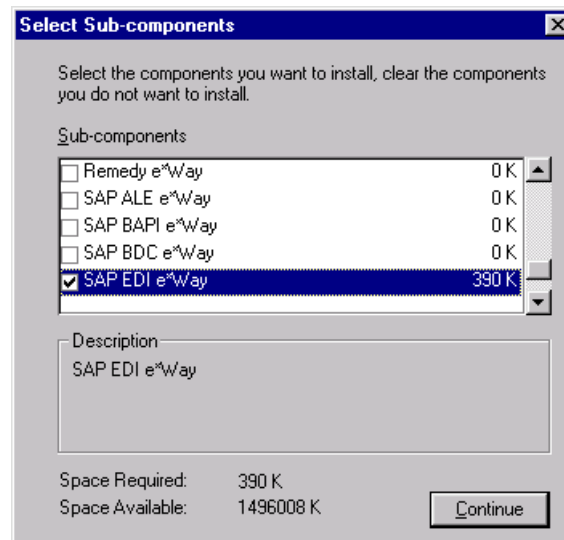 Select Sub-components
Select the components you want to install, clear the components
you do not want to install.
Sub-components
Remedy e*Way 0 K
SAP ALE e*Way 0 K
SAP BAPI e*Way 0 K
SAP BDC e*Way 0 K
SAP EDI e*Way 390 K
Description
SAP EDI e*Way
Space Required: 390 K
Space Available: 1496008 K
Continue